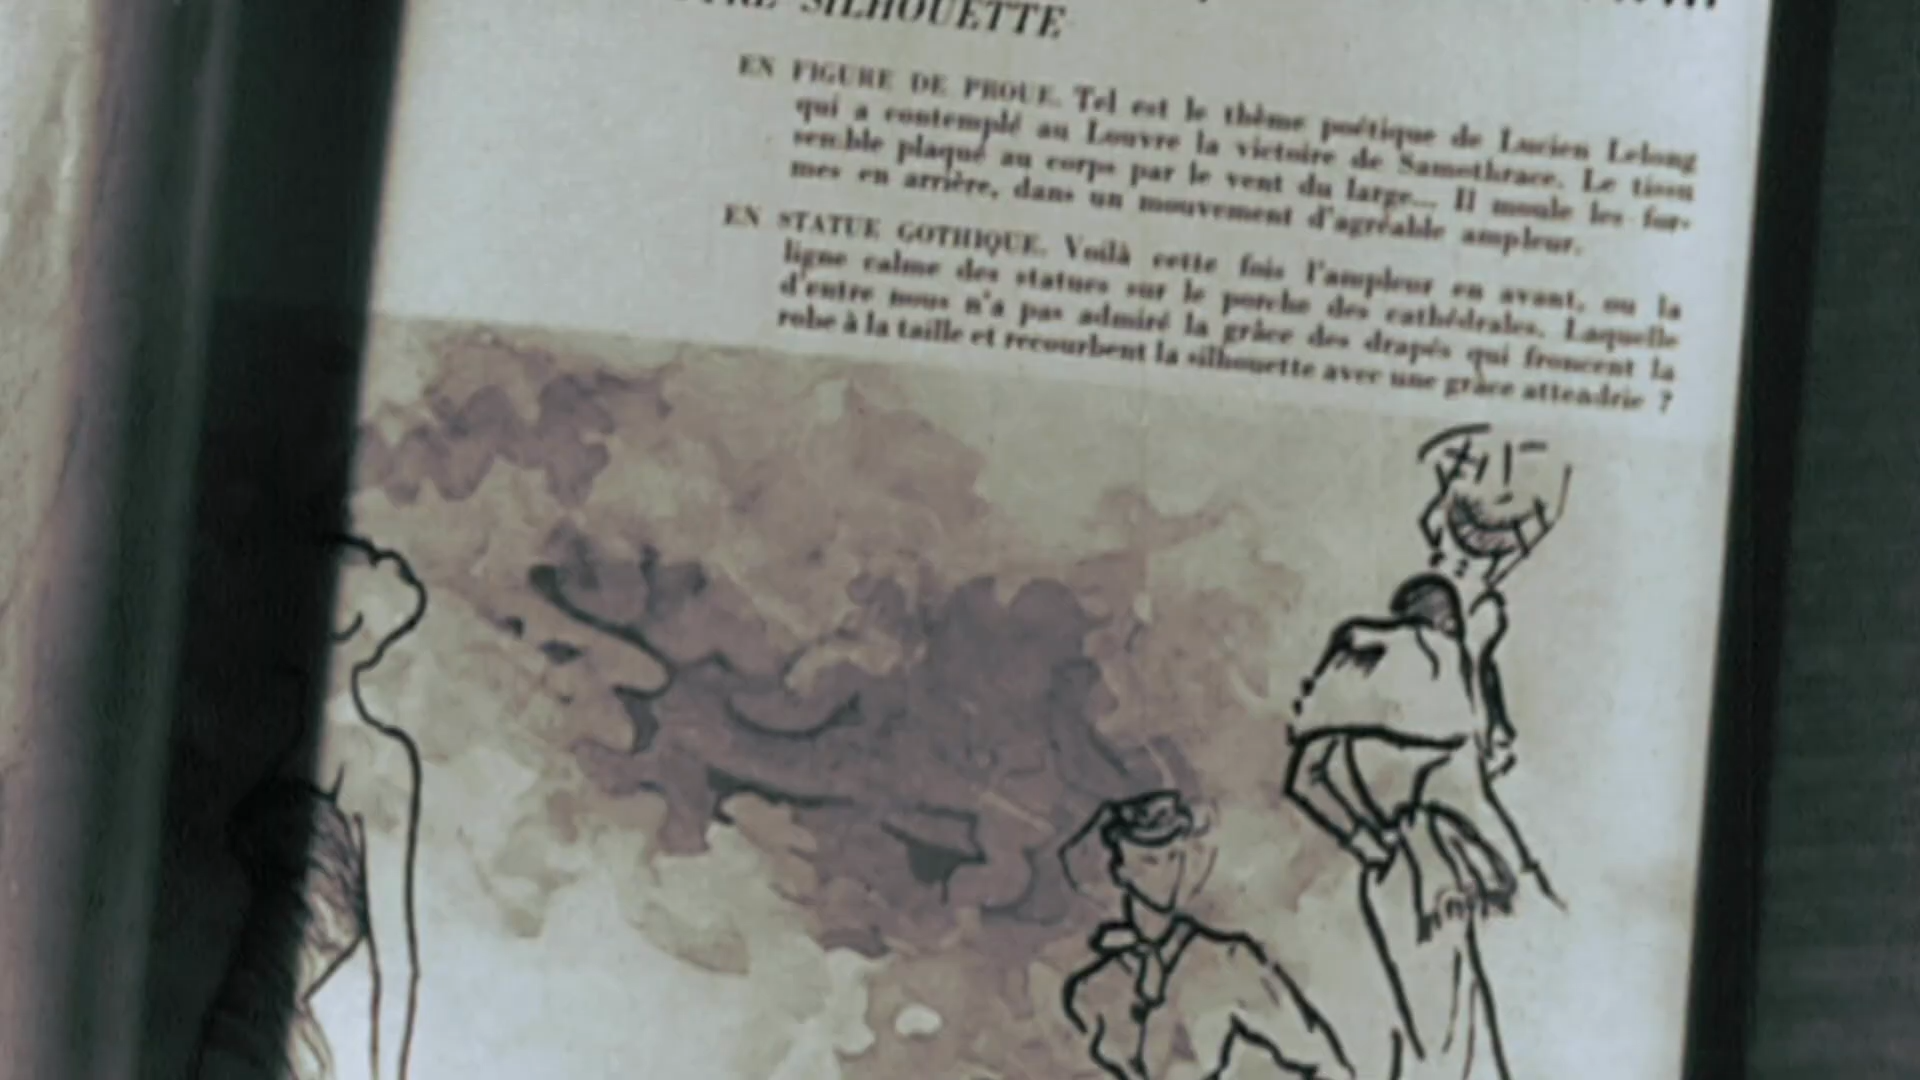 SILHOUETTE
EN FIGURE DE PROUE. Tel est le thème poétique de Lucien Lelong
qui a contemplé au Louvre la victoire de Samothrace. Le tissu
semble plaqué au corps par le vent du large... Il moule les for-
mes en arrière, dans un mouvement d'agréable ampleur.
EN STATUE GOTHIQUE. Voilà cette fois l'ampleur en avant, ou la
ligne calme des statues sur le porche des cathédrales. Laquelle
d'entre nous n'a pas admiré la grâce des drapés qui froncent la
robe à la taille et recourbent la silhouette avec une grâce attendrie ?